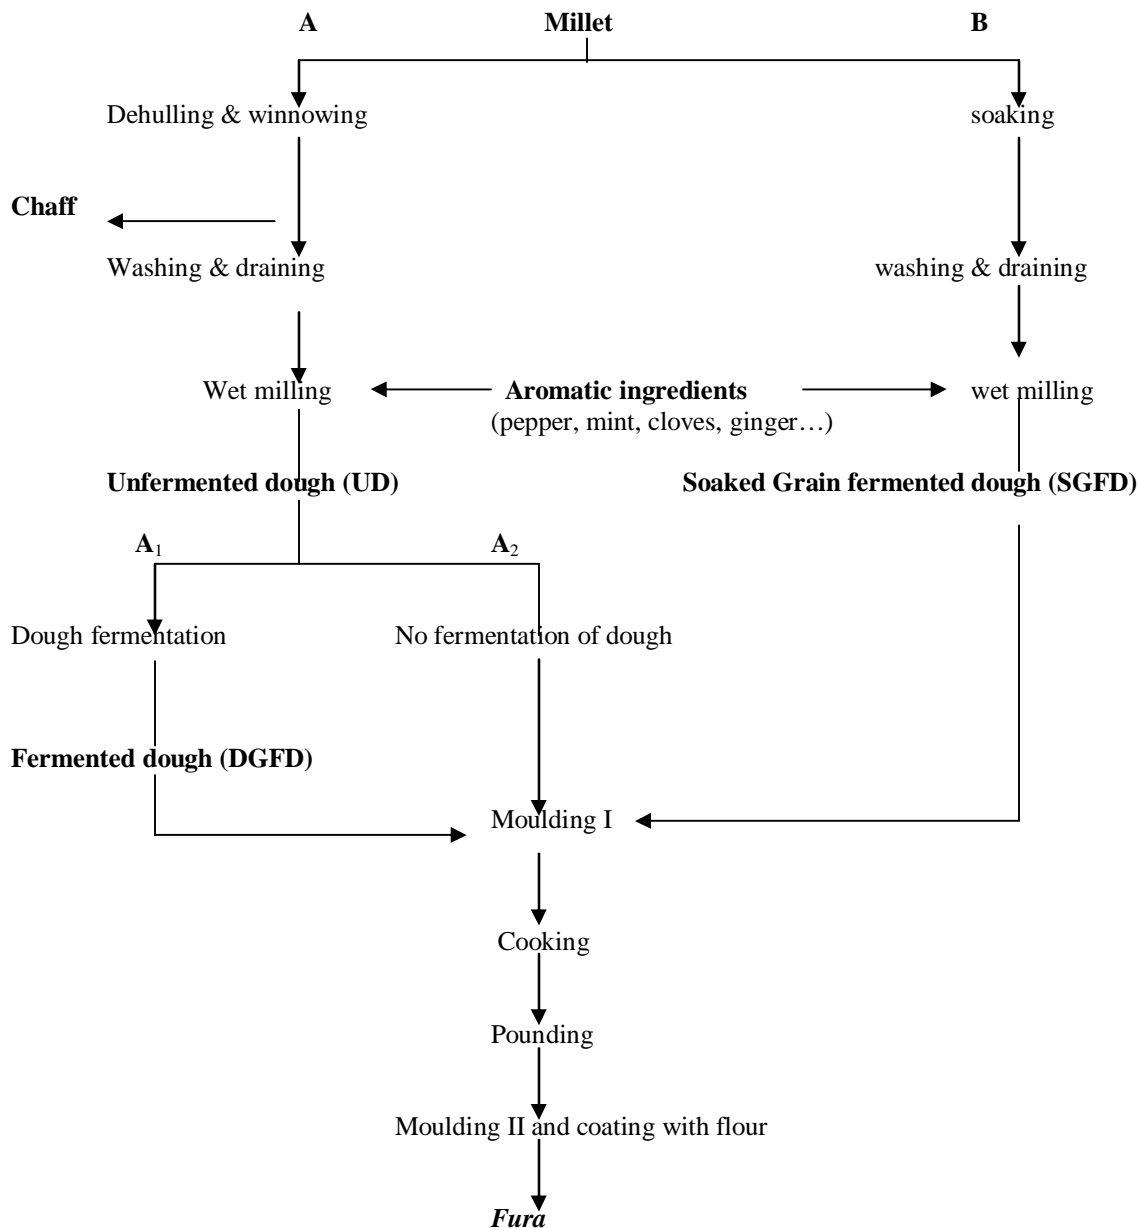 A Millet B
Dehulling & winnowing soaking
Chaff
Washing & draining washing & draining
Wet milling Aromatic ingredients wet milling
(pepper, mint, cloves, ginger…)
Unfermented dough (UD) Soaked Grain fermented dough (SGFD)
A₁ A₂
Dough fermentation No fermentation of dough
Fermented dough (DGFD)
Moulding I
Cooking
Pounding
Moulding II and coating with flour
Fura